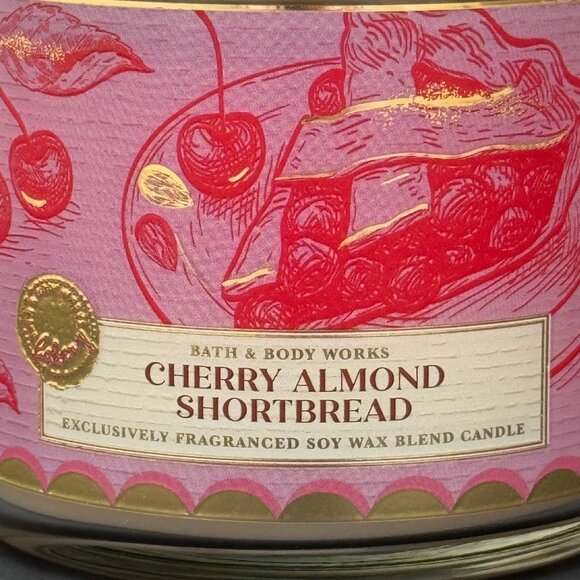 BATH & BODY WORKS
CHERRY ALMOND
SHORTBREAD
EXCLUSIVELY FRAGRANCED SOY WAX BLEND CANDLE